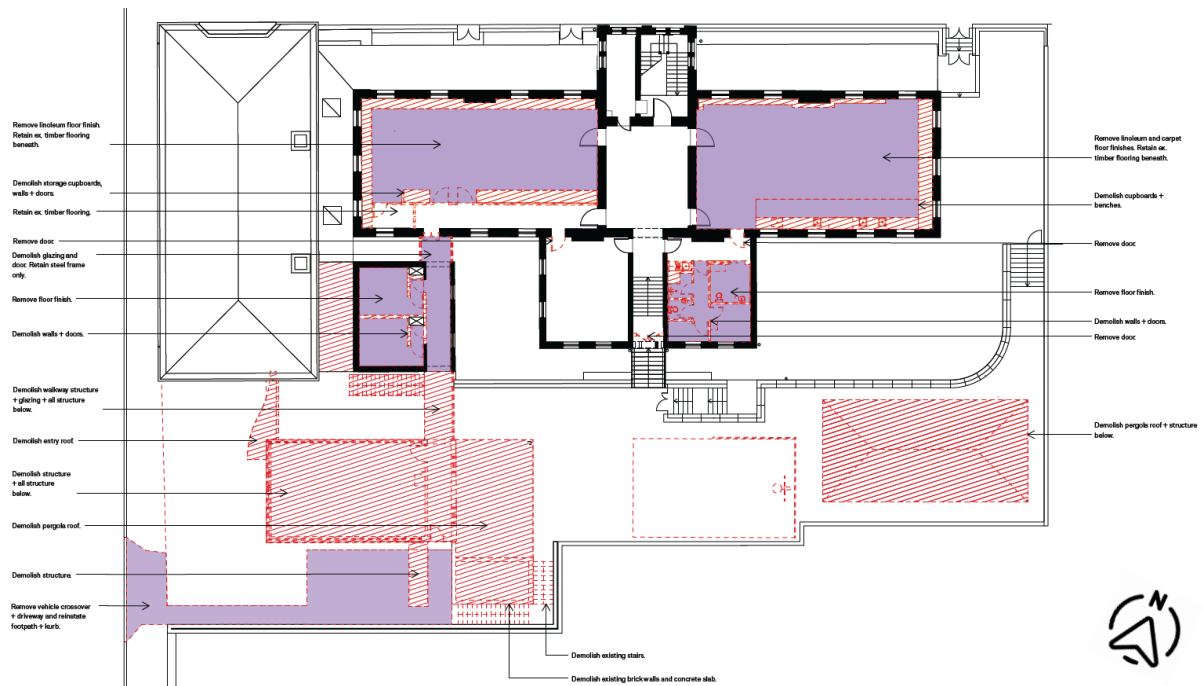 Remove linoleum floor finish.
Retain ex. timber flooring
beneath.
Demolish storage cupboards,
walls + doors.
Retain ex. timber flooring.
Remove door.
Demolish glazing and
door. Retain steel frame
only.
Remove floor finish.
Demolish walls + doors.
Demolish walkway structure
+ glazing + all structure
below.
Demolish entry roof.
Demolish structure
+ all structure
below.
Demolish pergola roof.
Demolish structure.
Remove vehicle crossover
+ driveway and reinstate
footpath + kurb.
Remove linoleum and carpet
floor finishes. Retain ex.
timber flooring beneath.
Demolish cupboards +
benches.
Remove door.
Remove floor finish.
Demolish walls + doors.
Remove door.
Demolish pergola roof + structure
below.
Demolish existing stairs.
Demolish existing brick walls and concrete slab.
N